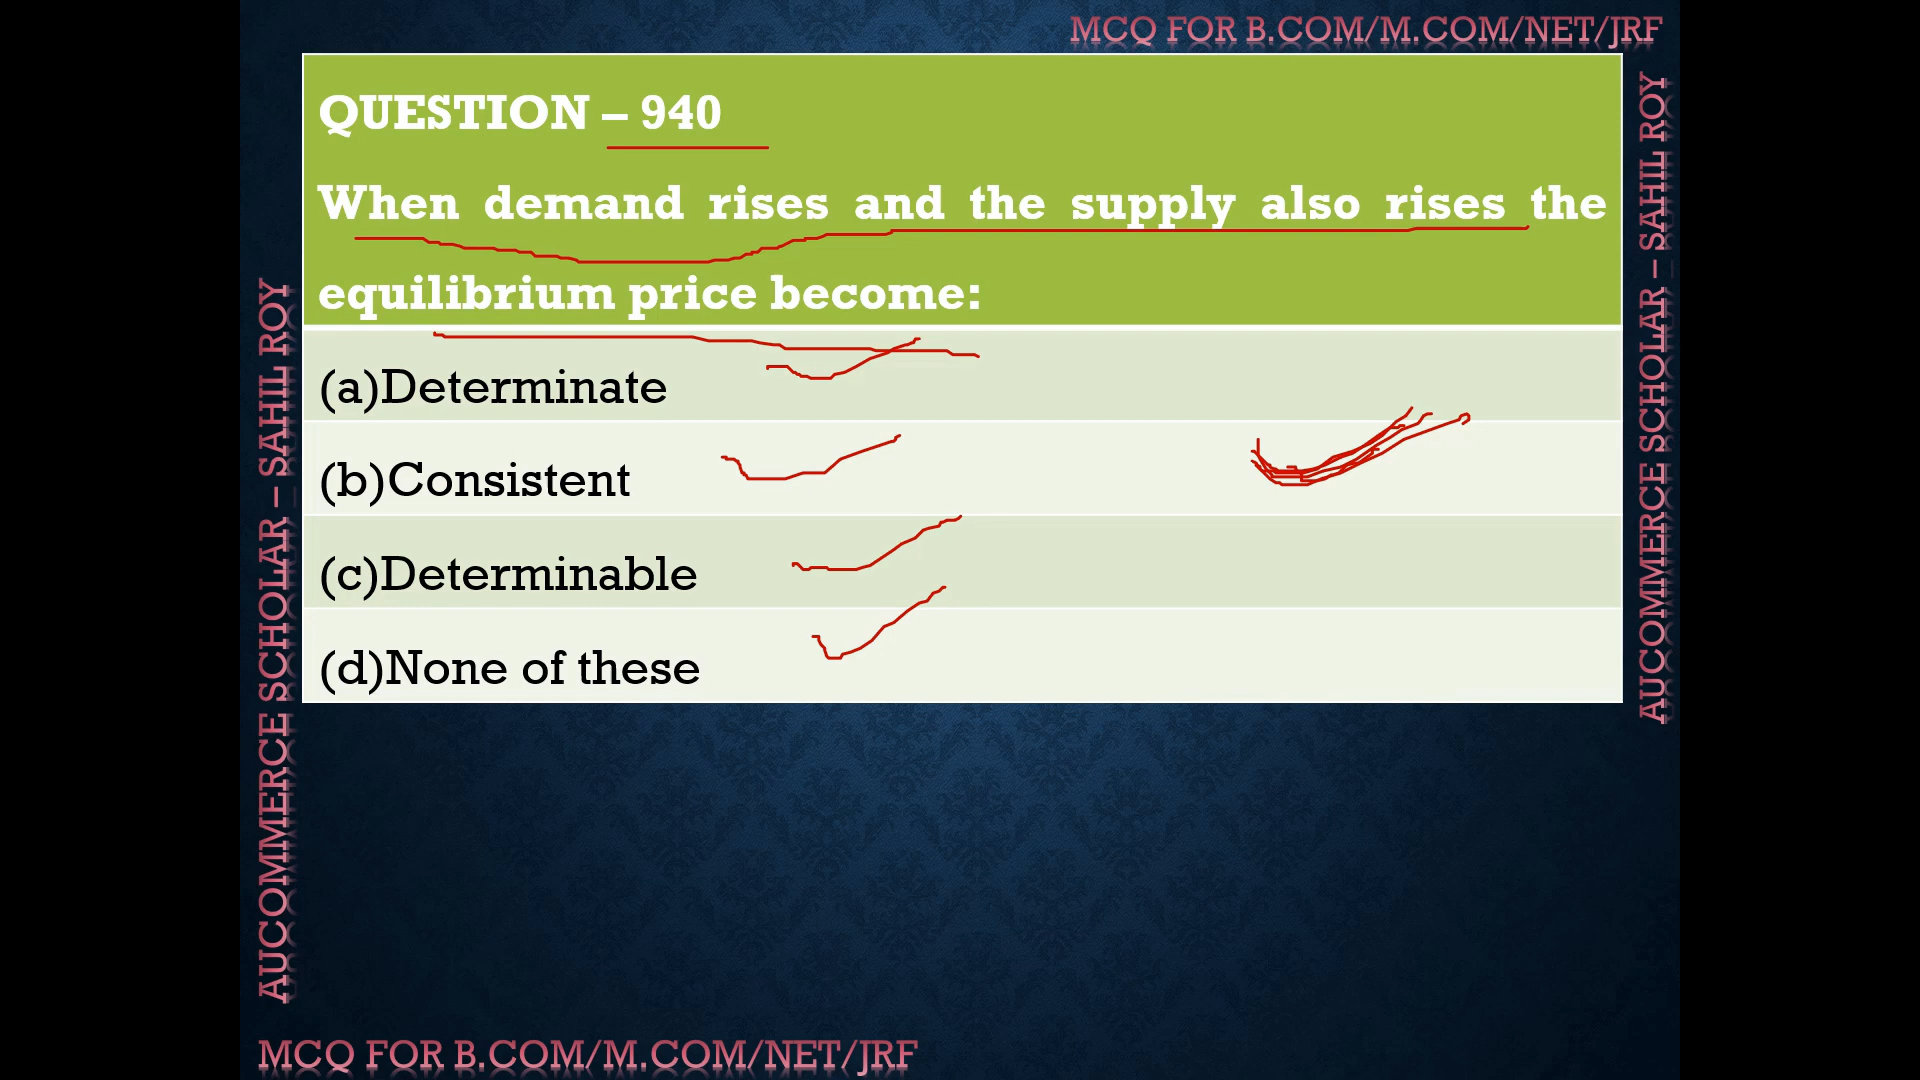 MCQ FOR B.COM/M.COM/NET/JRF
QUESTION – 940
When demand rises and the supply also rises the
equilibrium price become:
(a)Determinate
(b)Consistent
(c)Determinable
(d)None of these
AUCOMMERCE SCHOLAR – SAHIL ROY
AUCOMMERCE SCHOLAR – SAHIL ROY
MCQ FOR B.COM/M.COM/NET/JRF